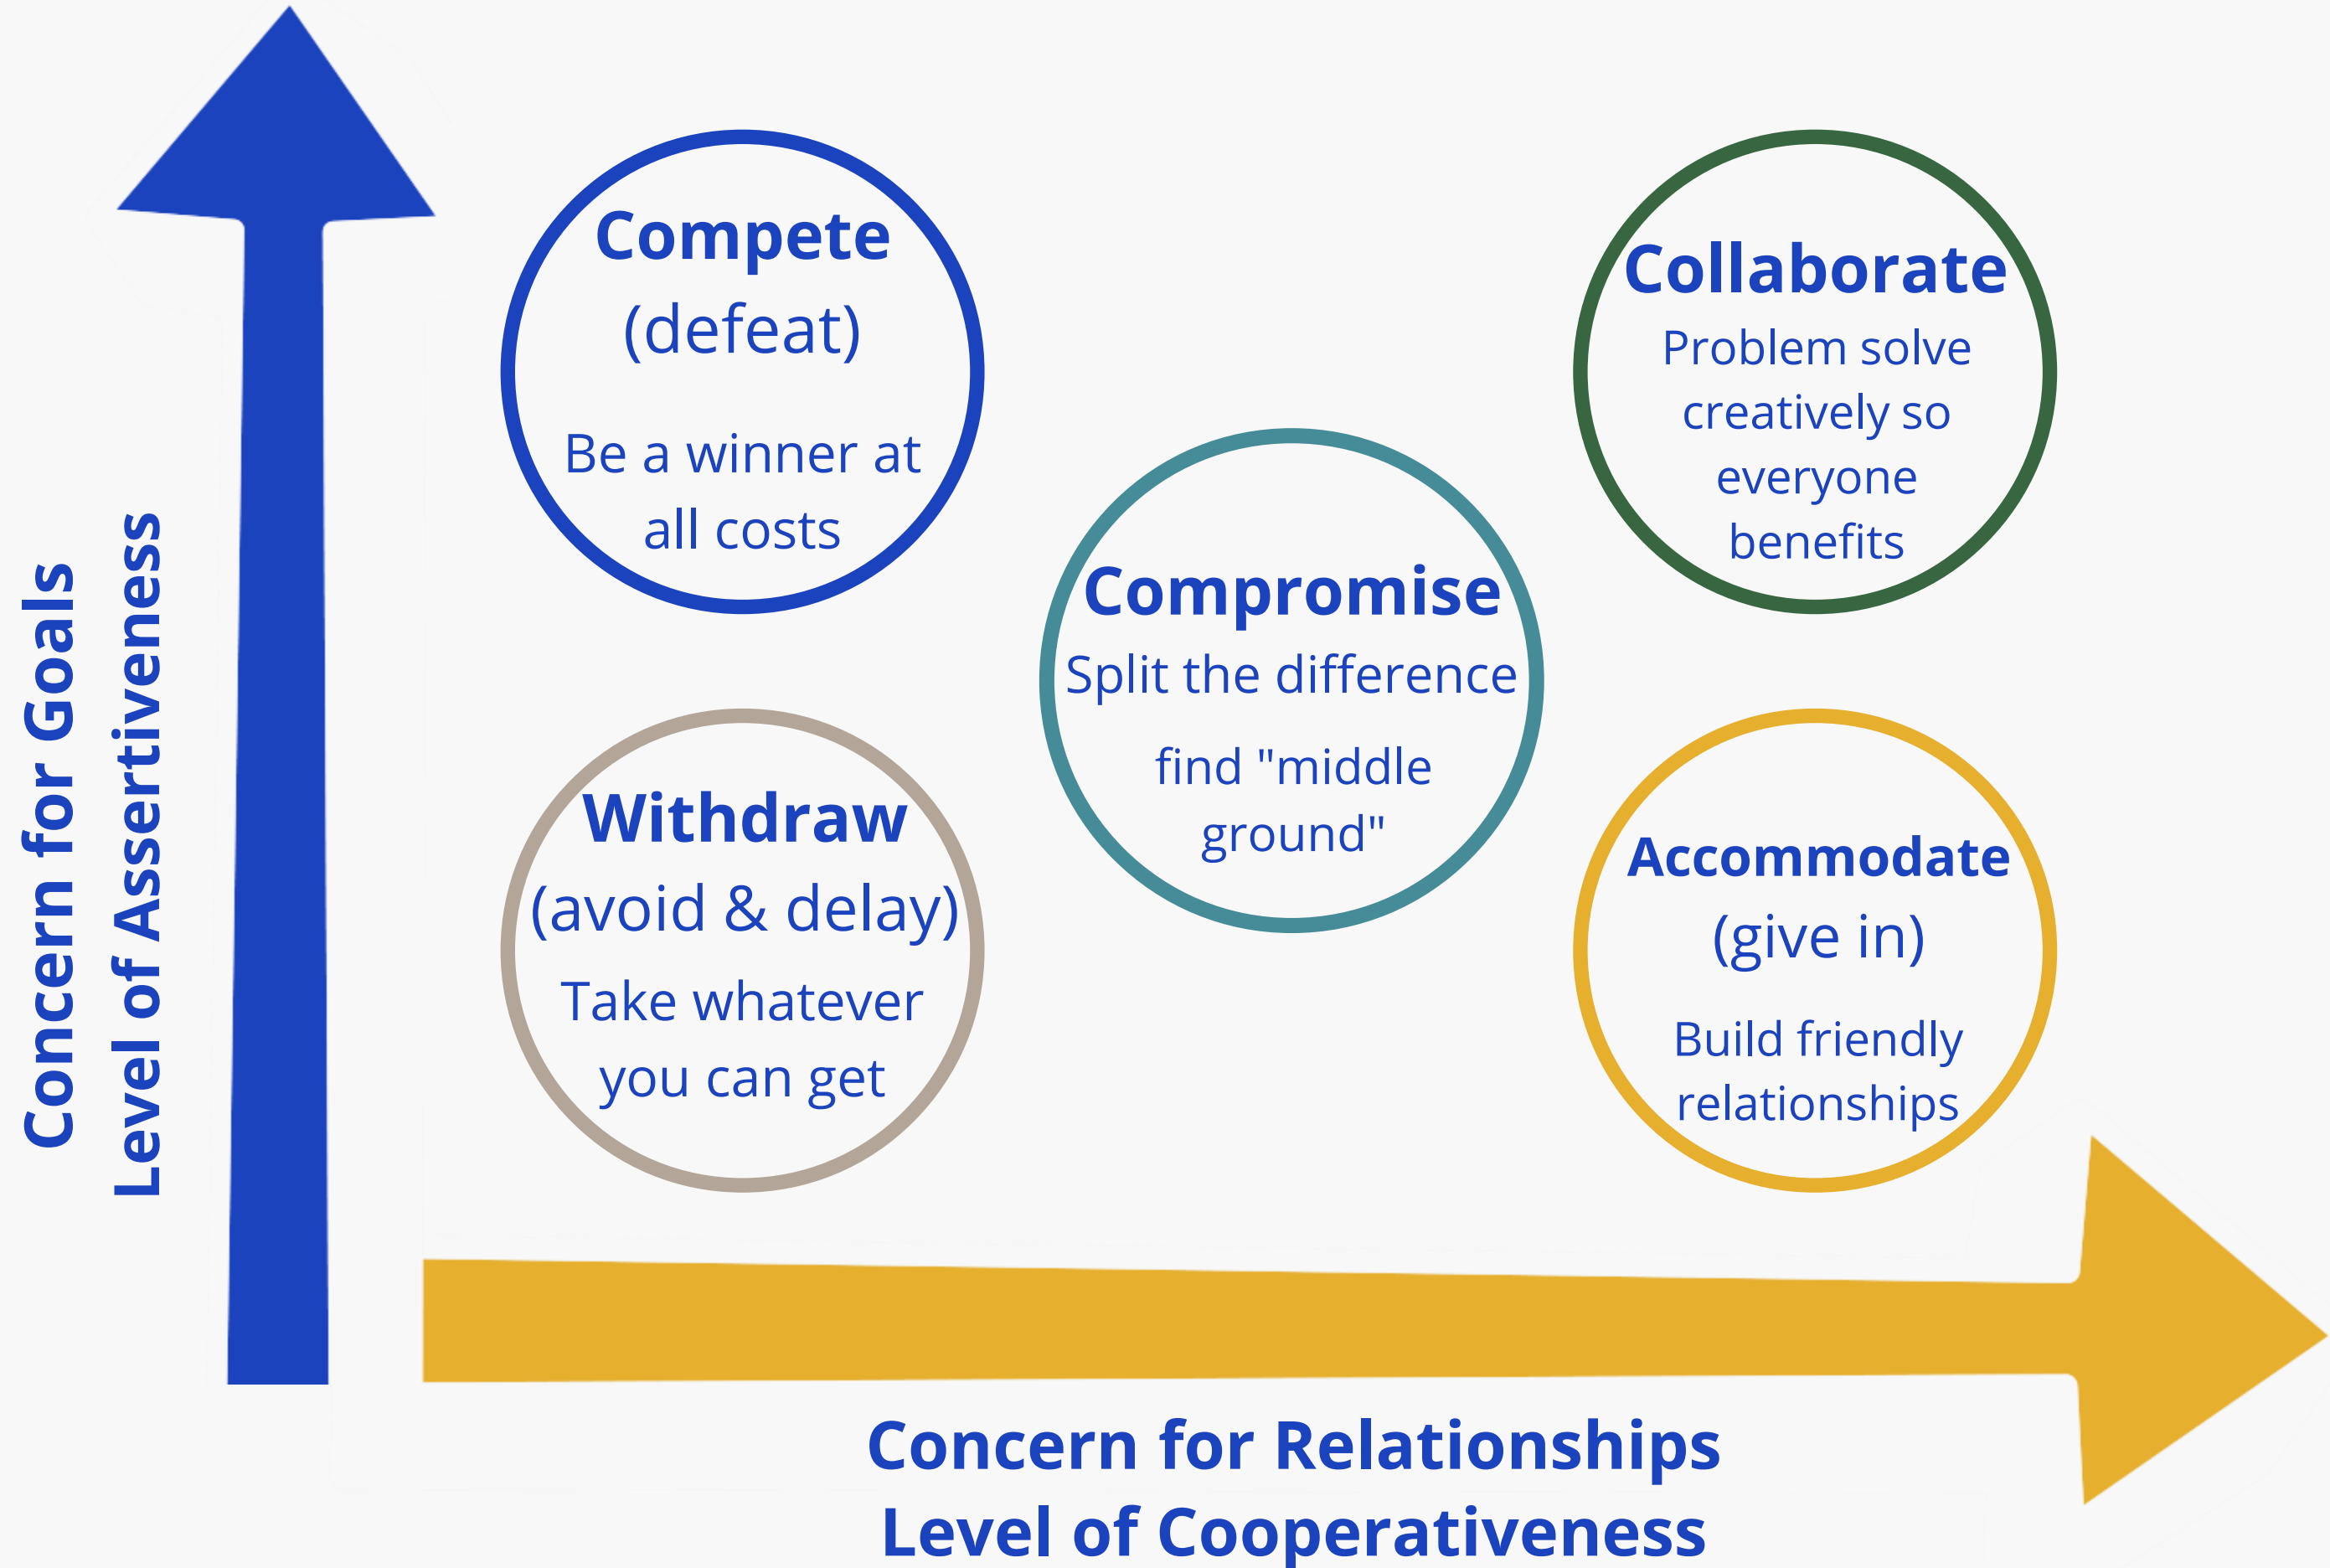 Concern for Goals
Level of Assertiveness
Compete
(defeat)
Be a winner at
all costs
Collaborate
Problem solve
creatively so
everyone
benefits
Compromise
Split the difference
find "middle
ground"
Withdraw
(avoid & delay)
Take whatever
you can get
Accommodate
(give in)
Build friendly
relationships
Concern for Relationships
Level of Cooperativeness